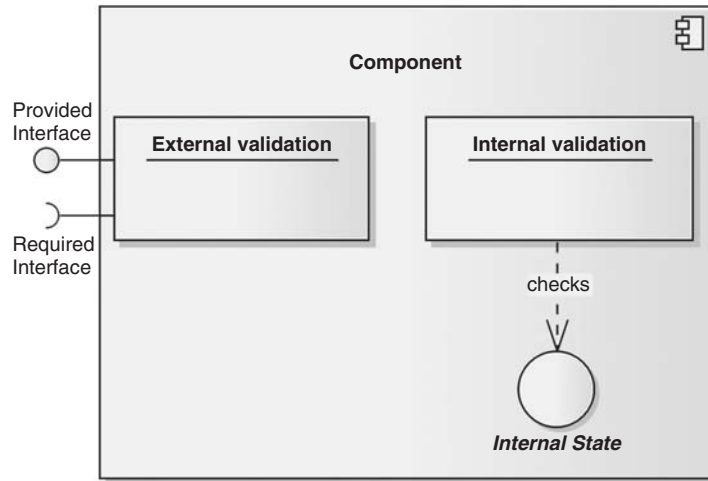 Component
Provided
Interface
External validation
Internal validation
Required
Interface
checks
Internal State